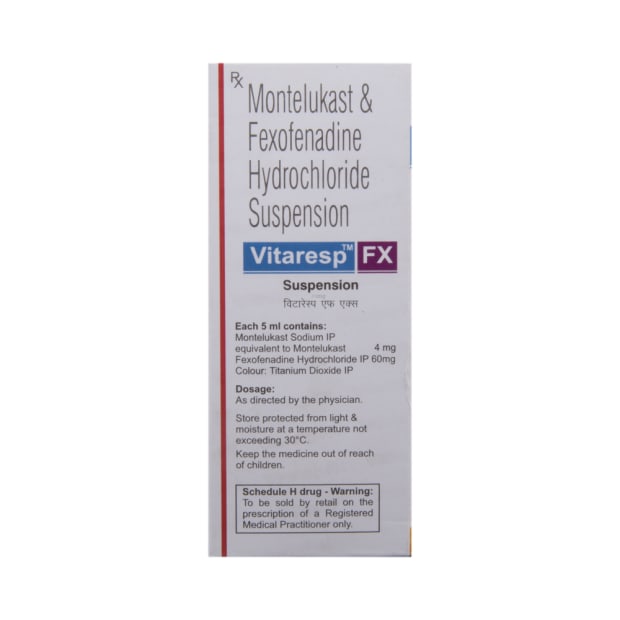 Rx
Montelukast &
Fexofenadine
Hydrochloride
Suspension
Vitaresp™ FX
Suspension
विटारेस्प एफ एक्स
Each 5 ml contains:
Montelukast Sodium IP
equivalent to Montelukast 4 mg
Fexofenadine Hydrochloride IP 60mg
Colour: Titanium Dioxide IP
Dosage:
As directed by the physician.
Store protected from light &
moisture at a temperature not
exceeding 30°C.
Keep the medicine out of reach
of children.
Schedule H drug - Warning:
To be sold by retail on the
prescription of a Registered
Medical Practitioner only.